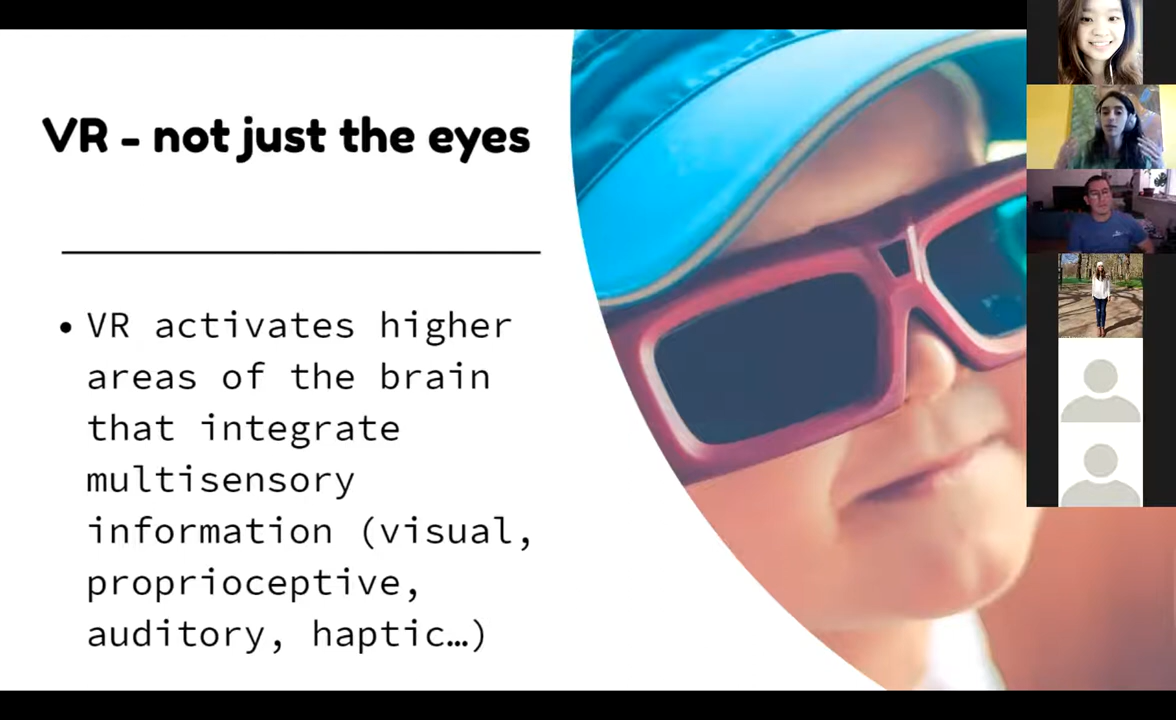 VR - not just the eyes
• VR activates higher
areas of the brain
that integrate
multisensory
information (visual,
proprioceptive,
auditory, haptic…)